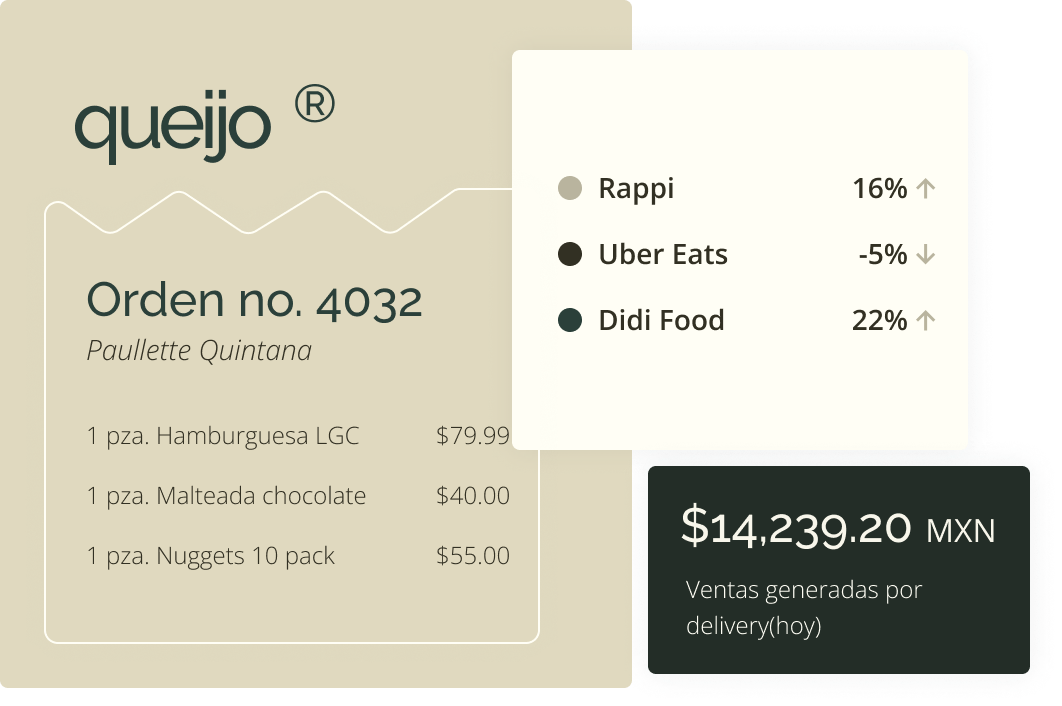 queijo ®
Orden no. 4032
Paullette Quintana
1 pza. Hamburguesa LGC $79.99
1 pza. Malteada chocolate $40.00
1 pza. Nuggets 10 pack $55.00
Rappi 16% ↑
Uber Eats -5% ↓
Didi Food 22% ↑
$14,239.20 MXN
Ventas generadas por
delivery(hoy)